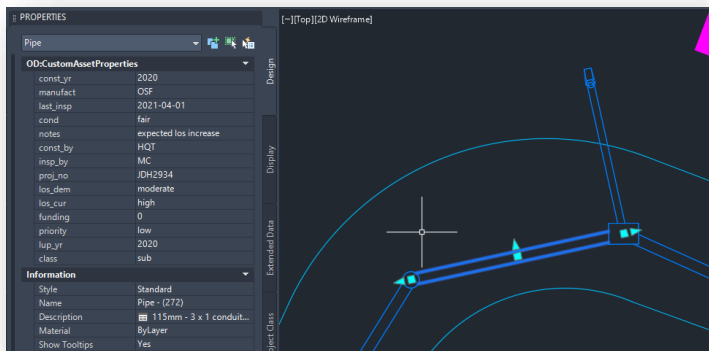 PROPERTIES
[−][Top][2D Wireframe]
Pipe
OD:CustomAssetProperties
const_yr 2020
manufact OSF
last_insp 2021-04-01
cond fair
notes expected los increase
const_by HQT
insp_by MC
proj_no JDH2934
los_dem moderate
los_cur high
funding 0
priority low
lup_yr 2020
class sub
Information
Style Standard
Name Pipe - (272)
Description 115mm - 3 x 1 conduit...
Material ByLayer
Show Tooltips Yes
Design
Display
Extended Data
ject Class